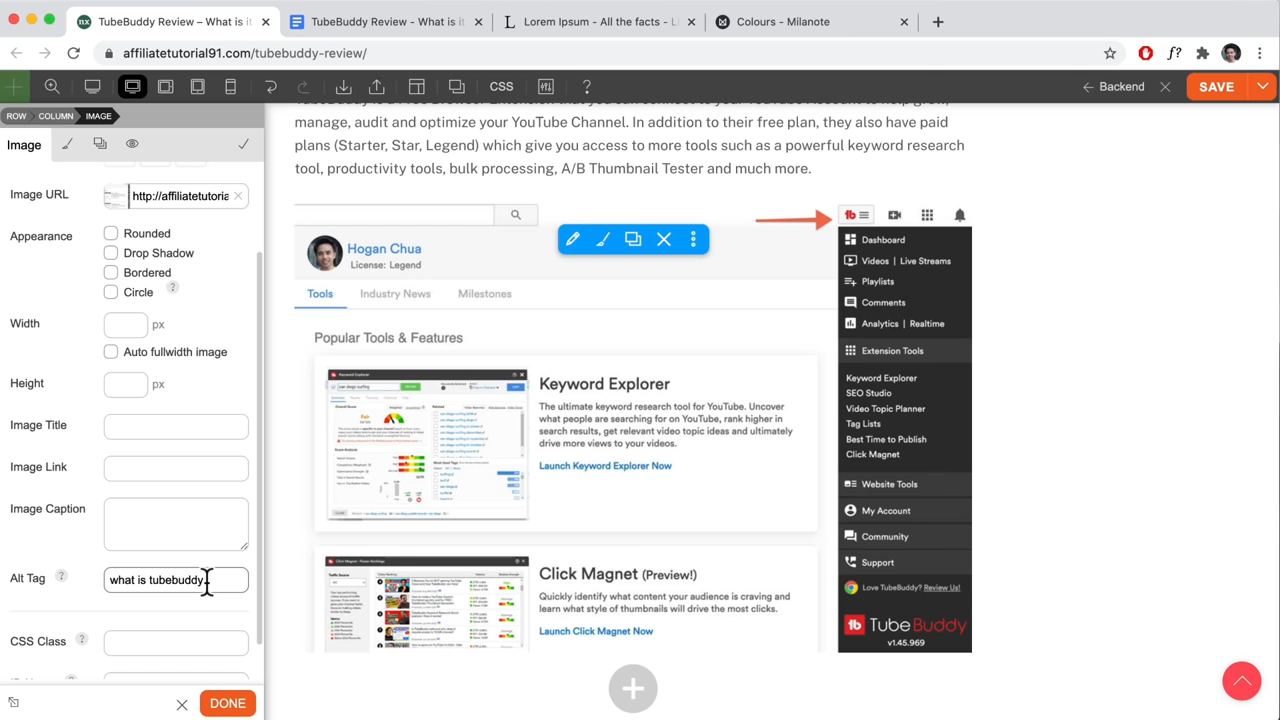 TubeBuddy Review – What is it
TubeBuddy Review - What is it
Lorem Ipsum - All the facts - L
Colours - Milanote
affiliatetutorial91.com/tubebuddy-review/
f?
CSS
?
Backend
SAVE
ROW
COLUMN
IMAGE
Image
manage, audit and optimize your YouTube Channel. In addition to their free plan, they also have paid
plans (Starter, Star, Legend) which give you access to more tools such as a powerful keyword research
tool, productivity tools, bulk processing, A/B Thumbnail Tester and much more.
Image URL
http://affiliatetutoria
Appearance
Rounded
Drop Shadow
Bordered
Circle
?
Width
px
Auto fullwidth image
Height
px
Image Title
Image Link
Image Caption
Alt Tag
?
what is tubebuddy
CSS Class
?
DONE
Hogan Chua
License: Legend
Tools
Industry News
Milestones
Popular Tools & Features
Keyword Explorer
The ultimate keyword research tool for YouTube. Uncover
what people are searching for on YouTube, rank higher in
search results, get relevant video topic ideas and ultimately
drive more views to your videos.
Launch Keyword Explorer Now
Click Magnet (Preview!)
Quickly identify what content your audience is craving and
learn what style of thumbnails will drive the most clicks.
Launch Click Magnet Now
tb
Dashboard
Videos | Live Streams
Playlists
Comments
Analytics | Realtime
Extension Tools
Keyword Explorer
SEO Studio
Video Topic Planner
Tag Lists
Best Time to Publish
Click Magnet
Website Tools
My Account
Community
Support
Love TubeBuddy? Review Us!
tb TubeBuddy
v1.45.969